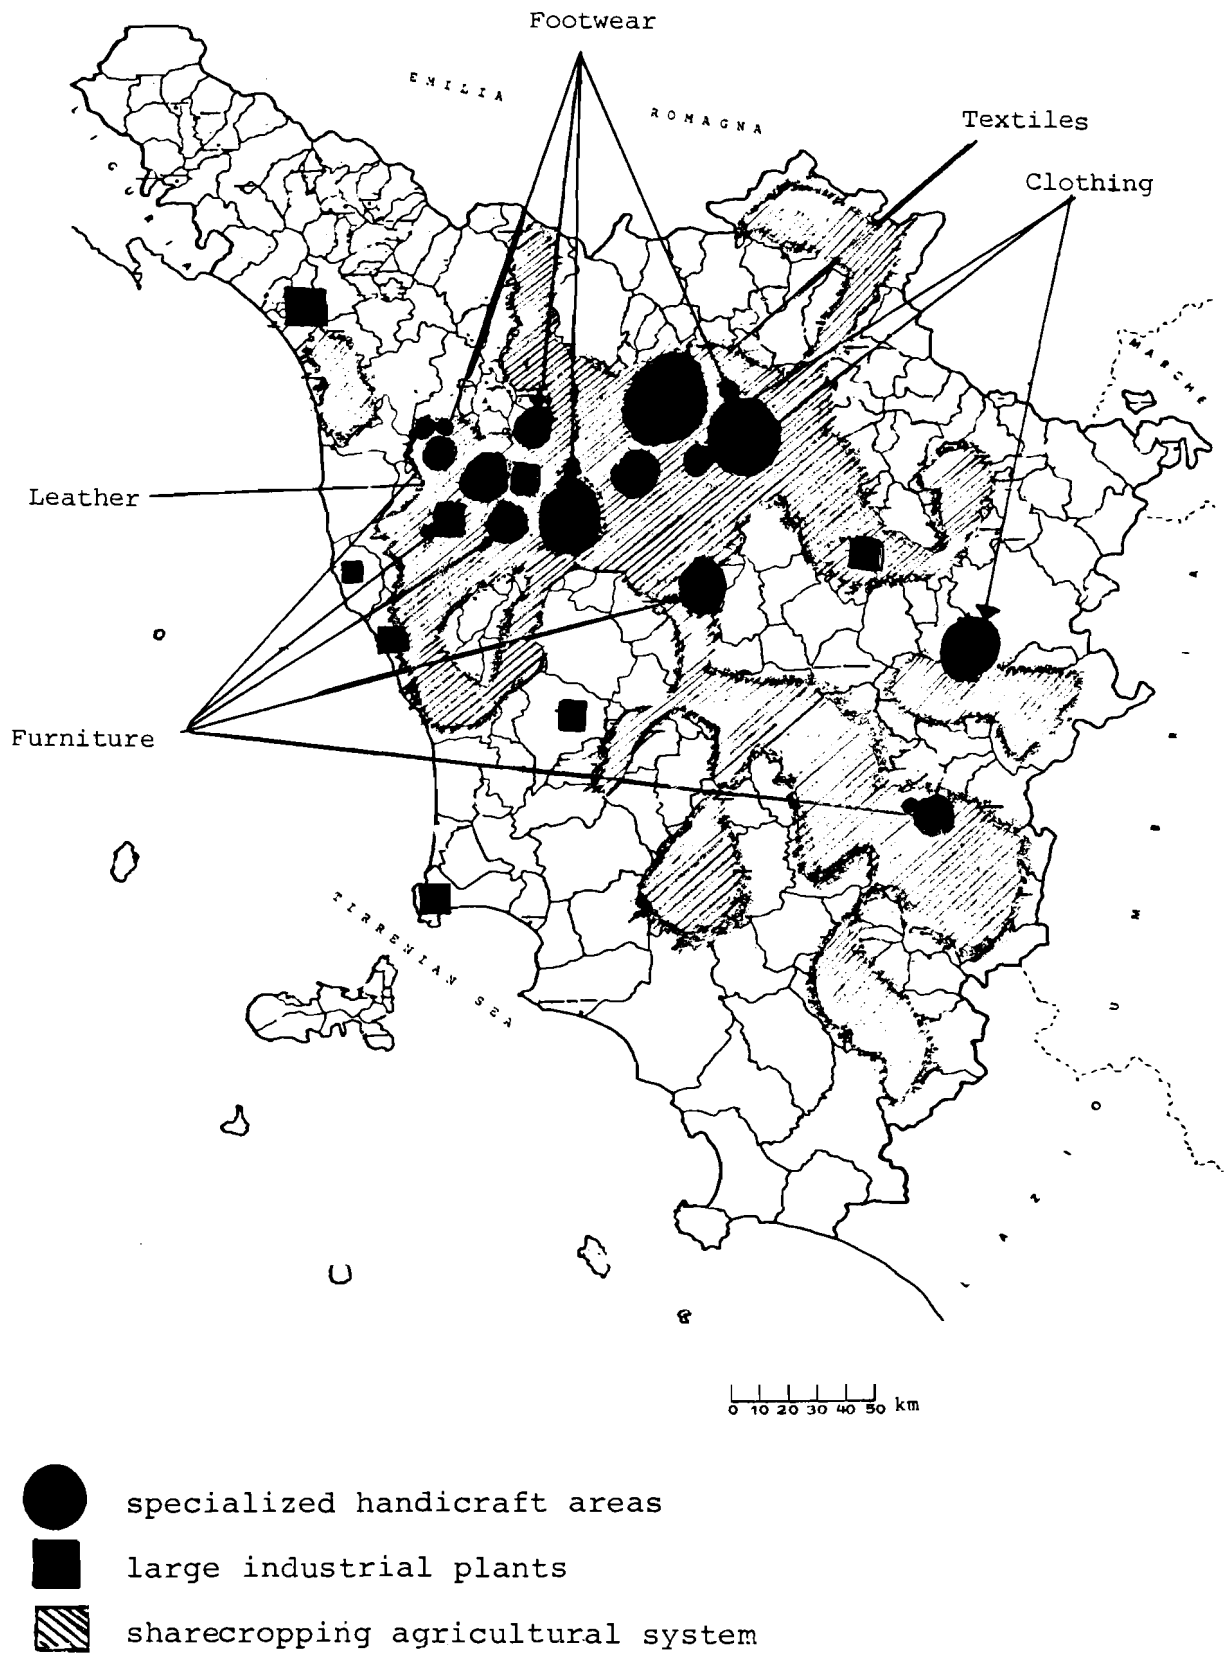 Footwear
EMILIA ROMAGNA
Textiles
Clothing
MARCHE
Leather
Furniture
TIRRENIAN SEA
0 10 20 30 40 50 km
specialized handicraft areas
large industrial plants
sharecropping agricultural system